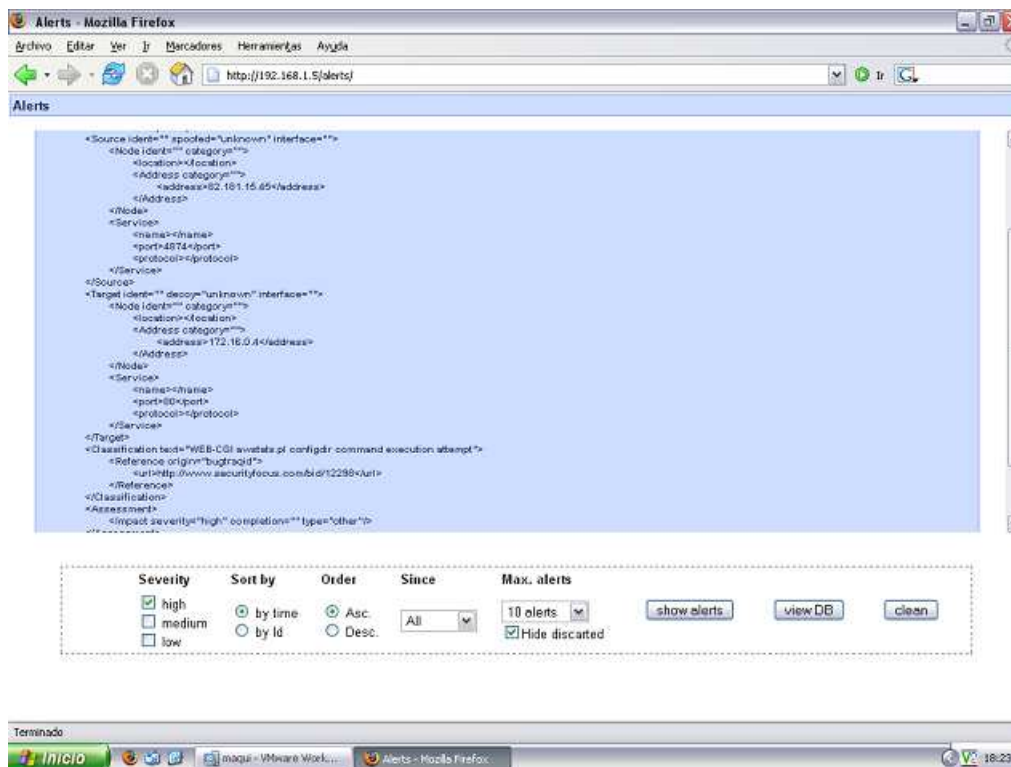 Alerts - Mozilla Firefox
Archivo Editar Ver Ir Marcadores Herramientas Ayuda
http://192.168.1.5/alerts/
Ir
Alerts
<Source ident="" spoofed="unknown" interface="">
<Node ident="" category="">
<location></location>
<Address category="">
</Address>
</Node>
<Service>
<name></name>
<port>4874</port>
<protocol></protocol>
</Service>
</Source>
<Target ident="" decoy="unknown" interface="">
<Node ident="" category="">
<location></location>
<Address category="">
<address>172.16.0.4</address>
</Address>
</Node>
<Service>
<name></name>
<port>80</port>
<protocol></protocol>
</Service>
</Target>
<Classification text="WEB-CGI awstats.pl configdir command execution attempt">
<Reference origin="bugtraqid">
<url>http://www.securityfocus.com/bid/12298</url>
</Reference>
</Classification>
<Assessment>
<Impact severity="high" completion="" type="other"/>
Severity Sort by Order Since Max. alerts
high
medium
low
by time
by Id
Asc.
Desc.
All
10 alerts
Hide discarted
show alerts view DB clean
Terminado
Inicio maqui - VMware Work... Alerts - Mozilla Firefox 18:23